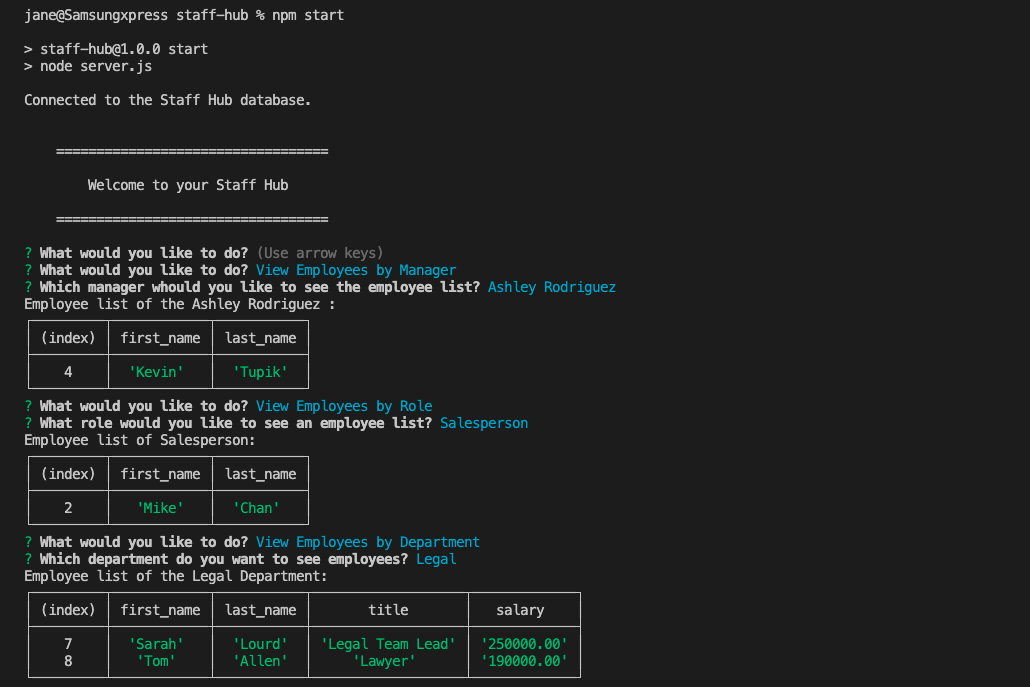 jane@Samsungxpress staff-hub % npm start
> staff-hub@1.0.0 start
> node server.js
Connected to the Staff Hub database.
==================================
Welcome to your Staff Hub
==================================
? What would you like to do? (Use arrow keys)
? What would you like to do? View Employees by Manager
? Which manager whould you like to see the employee list? Ashley Rodriguez
Employee list of the Ashley Rodriguez :
(index) first_name last_name
4 'Kevin' 'Tupik'
? What would you like to do? View Employees by Role
? What role would you like to see an employee list? Salesperson
Employee list of Salesperson:
(index) first_name last_name
2 'Mike' 'Chan'
? What would you like to do? View Employees by Department
? Which department do you want to see employees? Legal
Employee list of the Legal Department:
(index) first_name last_name title salary
7 'Sarah' 'Lourd' 'Legal Team Lead' '250000.00'
8 'Tom' 'Allen' 'Lawyer' '190000.00'